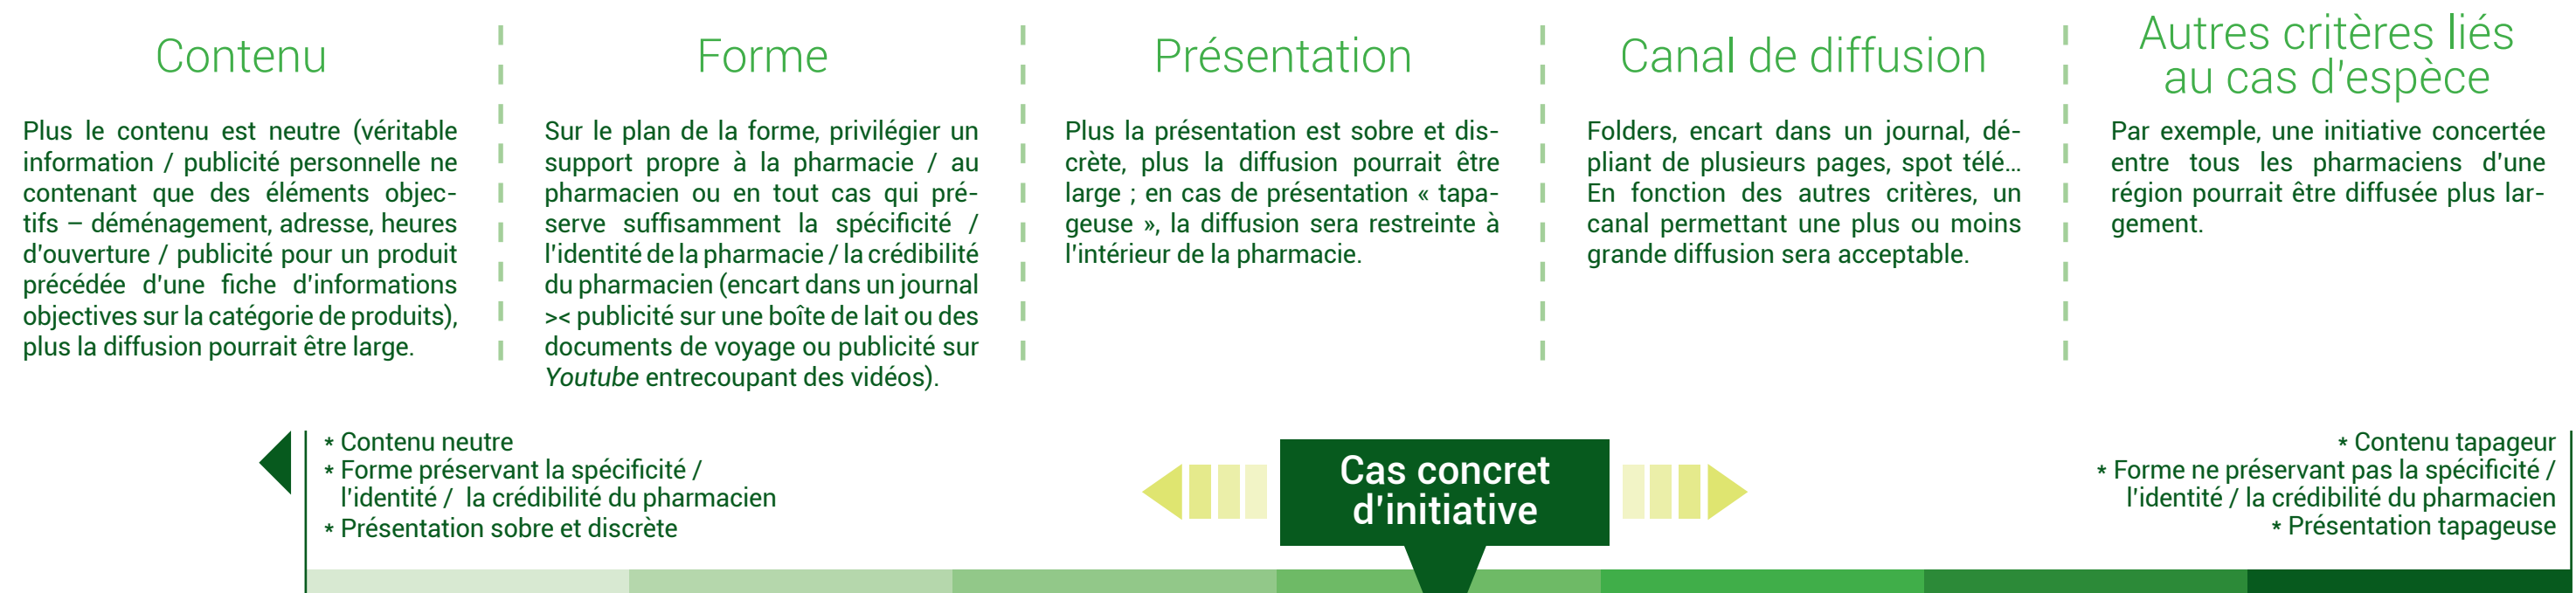 Contenu
Plus le contenu est neutre (véritable
information / publicité personnelle ne
contenant que des éléments objec-
tifs – déménagement, adresse, heures
d'ouverture / publicité pour un produit
précédée d'une fiche d'informations
objectives sur la catégorie de produits),
plus la diffusion pourrait être large.
Forme
Sur le plan de la forme, privilégier un
support propre à la pharmacie / au
pharmacien ou en tout cas qui pré-
serve suffisamment la spécificité /
l'identité de la pharmacie / la crédibilité
du pharmacien (encart dans un journal
>< publicité sur une boîte de lait ou des
documents de voyage ou publicité sur
Youtube entrecoupant des vidéos).
Présentation
Plus la présentation est sobre et dis-
crète, plus la diffusion pourrait être
large ; en cas de présentation « tapa-
geuse », la diffusion sera restreinte à
l'intérieur de la pharmacie.
Canal de diffusion
Folders, encart dans un journal, dé-
pliant de plusieurs pages, spot télé...
En fonction des autres critères, un
canal permettant une plus ou moins
grande diffusion sera acceptable.
Autres critères liés
au cas d'espèce
Par exemple, une initiative concertée
entre tous les pharmaciens d'une
région pourrait être diffusée plus lar-
gement.
* Contenu neutre
* Forme préservant la spécificité /
l'identité / la crédibilité du pharmacien
* Présentation sobre et discrète
Cas concret
d'initiative
* Contenu tapageur
* Forme ne préservant pas la spécificité /
l'identité / la crédibilité du pharmacien
* Présentation tapageuse